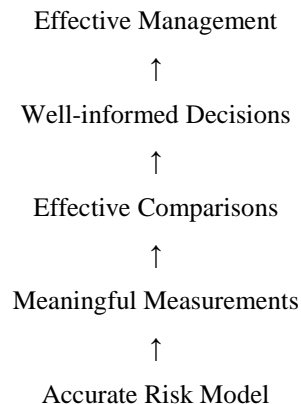 Effective Management
↑
Well-informed Decisions
↑
Effective Comparisons
↑
Meaningful Measurements
↑
Accurate Risk Model